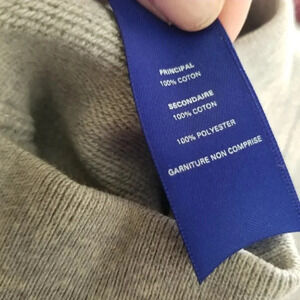 PRINCIPAL
100% COTON
SECONDAIRE
100% COTON
100% POLYESTER
GARNITURE NON COMPRISE